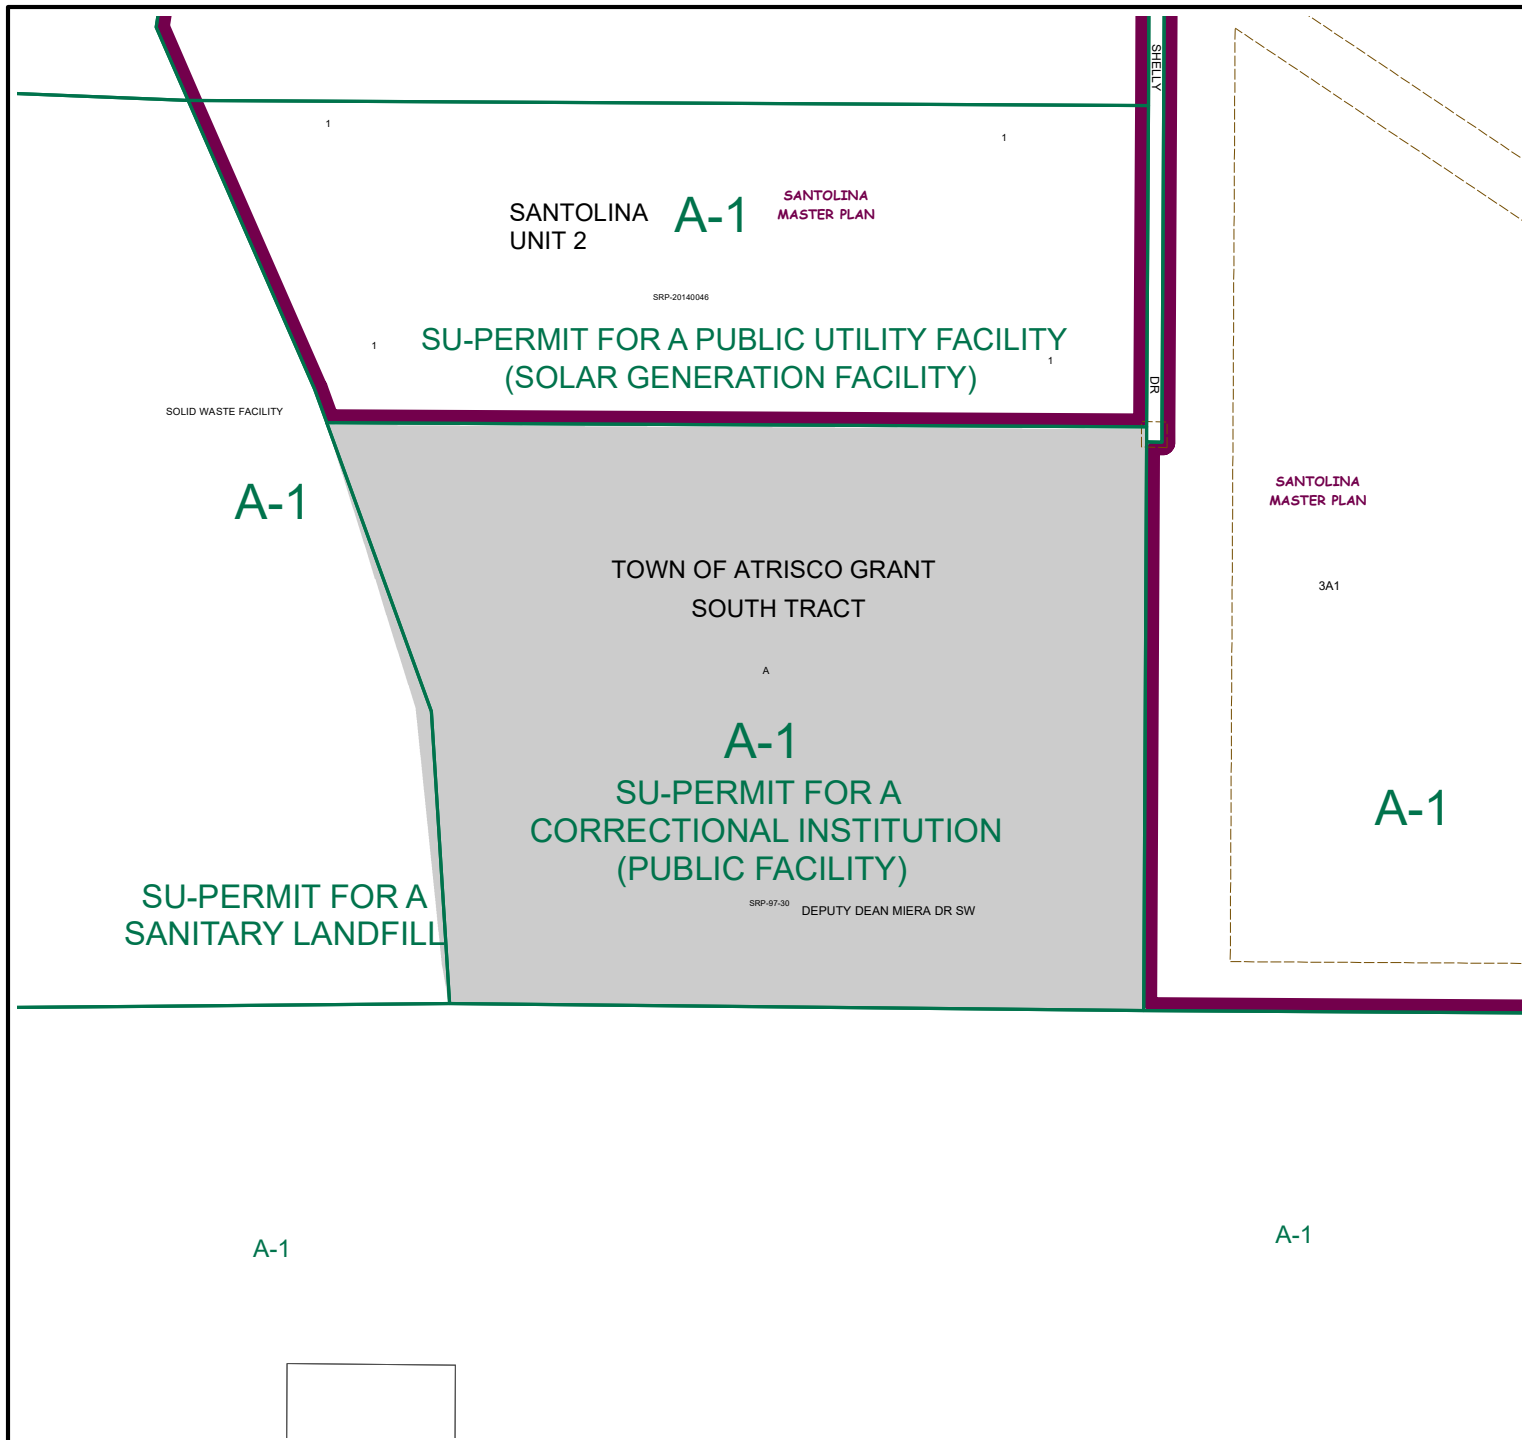 SHELLY
1
1
SANTOLINA
UNIT 2
A-1
SANTOLINA
MASTER PLAN
SRP-20140046
SU-PERMIT FOR A PUBLIC UTILITY FACILITY
(SOLAR GENERATION FACILITY)
1
1
DR
SOLID WASTE FACILITY
A-1
SANTOLINA
MASTER PLAN
3A1
TOWN OF ATRISCO GRANT
SOUTH TRACT
A
A-1
SU-PERMIT FOR A
CORRECTIONAL INSTITUTION
(PUBLIC FACILITY)
SRP-97-30
DEPUTY DEAN MIERA DR SW
A-1
SU-PERMIT FOR A
SANITARY LANDFILL
A-1
A-1